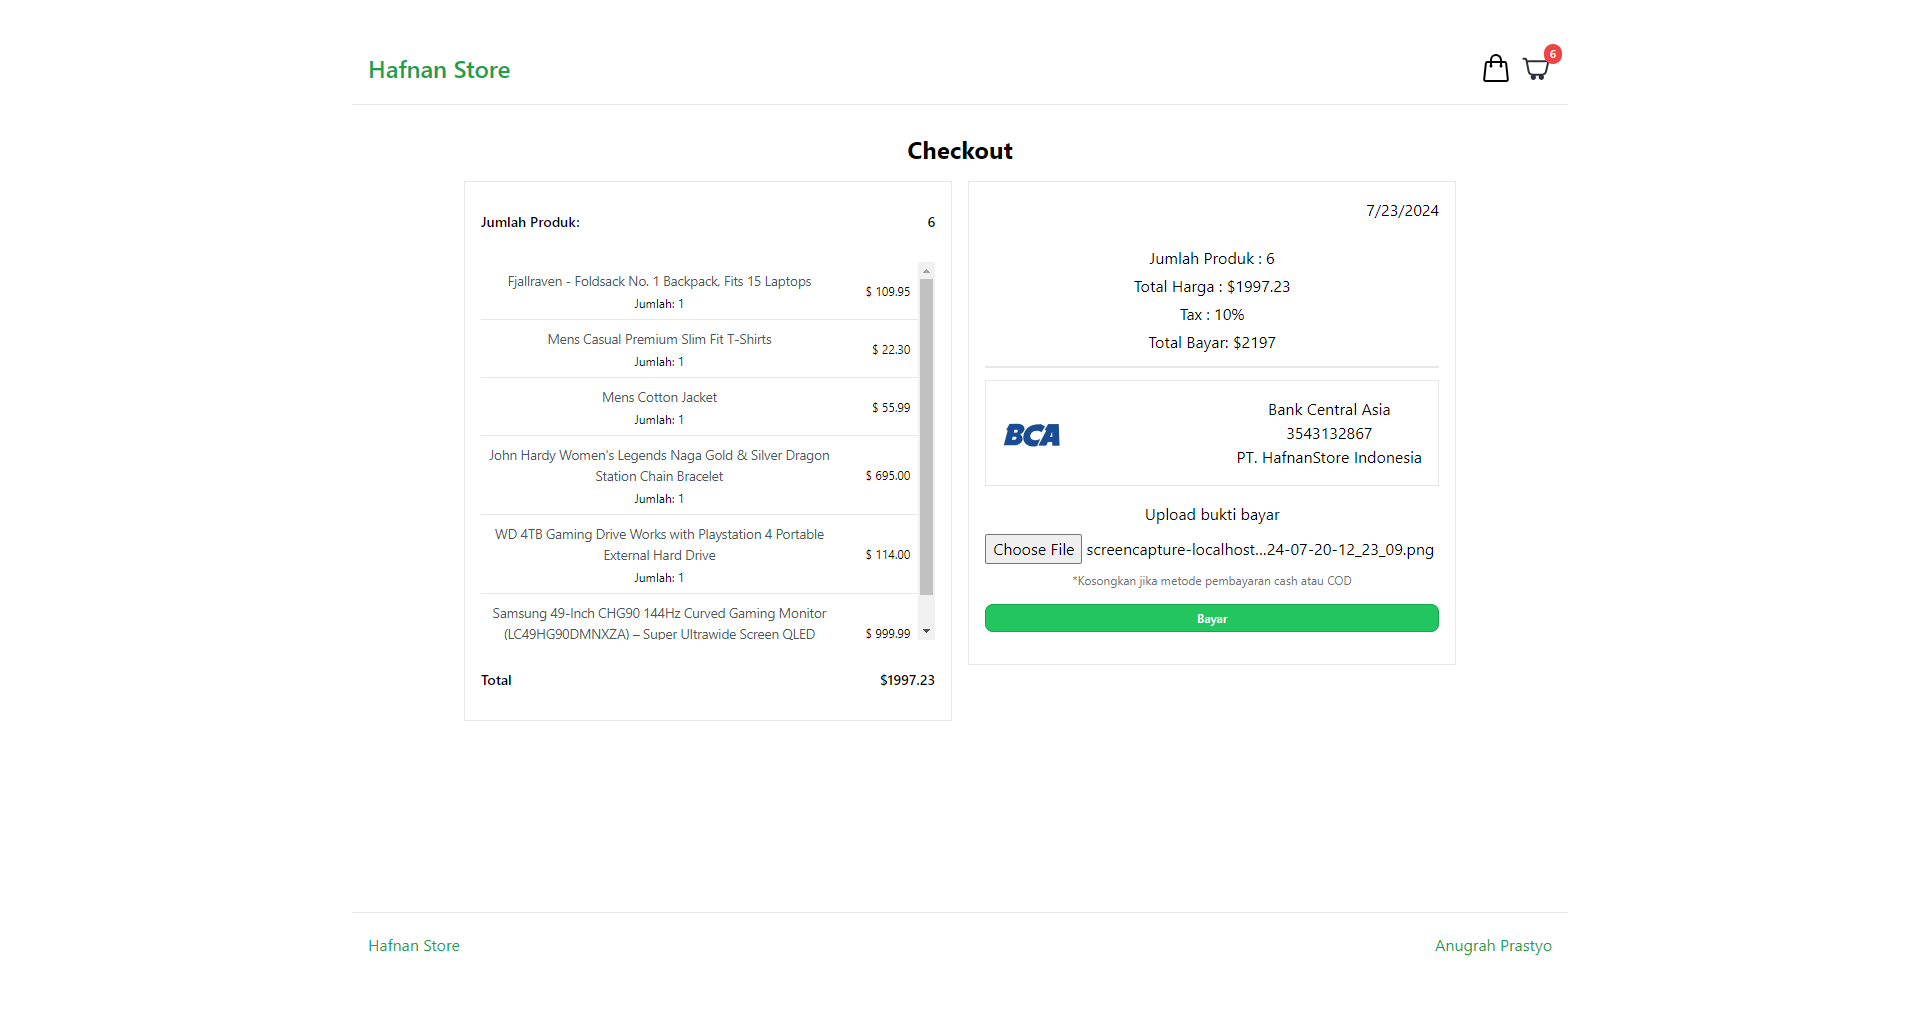 Hafnan Store
6
Checkout
Jumlah Produk: 6
Fjallraven - Foldsack No. 1 Backpack, Fits 15 Laptops
Jumlah: 1
$ 109.95
Mens Casual Premium Slim Fit T-Shirts
Jumlah: 1
$ 22.30
Mens Cotton Jacket
Jumlah: 1
$ 55.99
John Hardy Women's Legends Naga Gold & Silver Dragon
Station Chain Bracelet
Jumlah: 1
$ 695.00
WD 4TB Gaming Drive Works with Playstation 4 Portable
External Hard Drive
Jumlah: 1
$ 114.00
Samsung 49-Inch CHG90 144Hz Curved Gaming Monitor
(LC49HG90DMNXZA) – Super Ultrawide Screen QLED
$ 999.99
Total $1997.23
7/23/2024
Jumlah Produk : 6
Total Harga : $1997.23
Tax : 10%
Total Bayar: $2197
BCA
Bank Central Asia
3543132867
PT. HafnanStore Indonesia
Upload bukti bayar
Choose File screencapture-localhost...24-07-20-12_23_09.png
*Kosongkan jika metode pembayaran cash atau COD
Bayar
Hafnan Store
Anugrah Prastyo